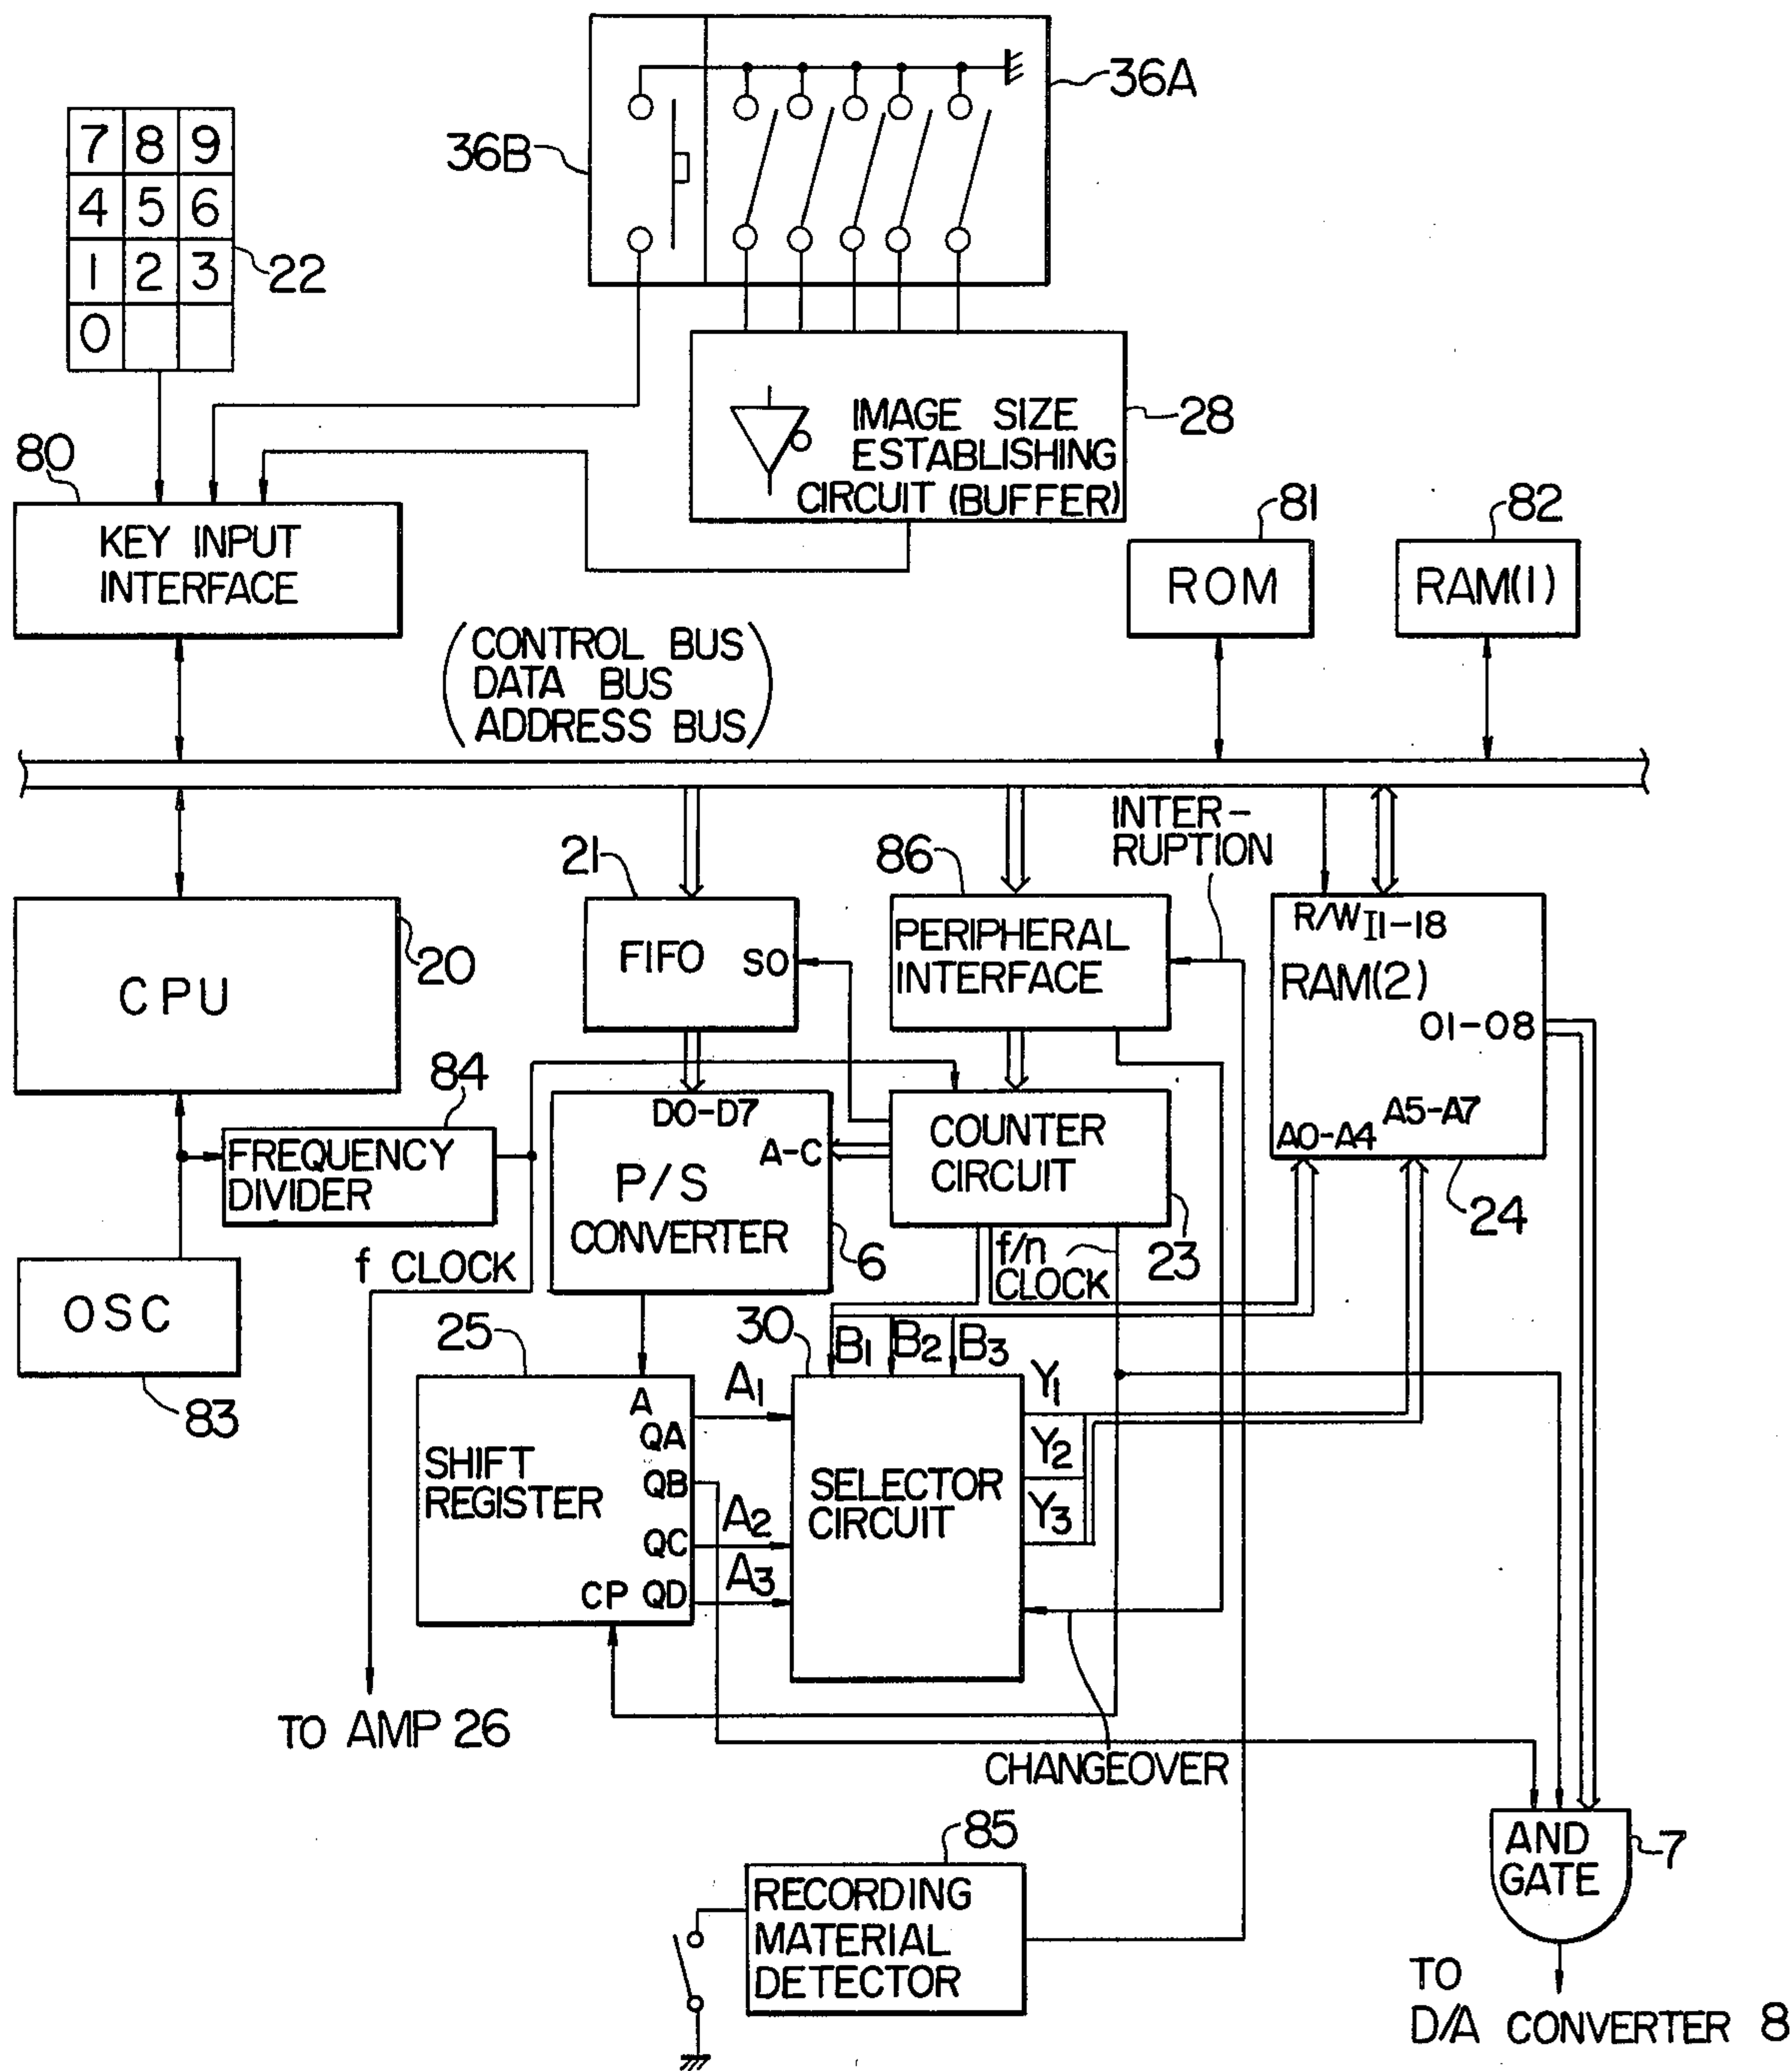 36A
36B
7 8 9
4 5 6
1 2 3
0
22
IMAGE SIZE
ESTABLISHING
CIRCUIT (BUFFER)
28
80
KEY INPUT
INTERFACE
81
ROM
82
RAM(1)
(CONTROL BUS
DATA BUS
ADDRESS BUS)
INTER-
RUPTION
21
FIFO SO
86
PERIPHERAL
INTERFACE
R/W I1-18
RAM(2)
O1-O8
A5-A7
A0-A4
24
CPU
20
84
FREQUENCY
DIVIDER
D0-D7
A-C
P/S
CONVERTER
6
COUNTER
CIRCUIT
23
f/n
CLOCK
f CLOCK
OSC
83
25
A
QA
SHIFT
REGISTER
QB
QC
CP QD
A1
A2
A3
30
B1 B2 B3
SELECTOR
CIRCUIT
Y1
Y2
Y3
TO AMP 26
CHANGEOVER
85
RECORDING
MATERIAL
DETECTOR
AND
GATE
7
TO
D/A CONVERTER 8